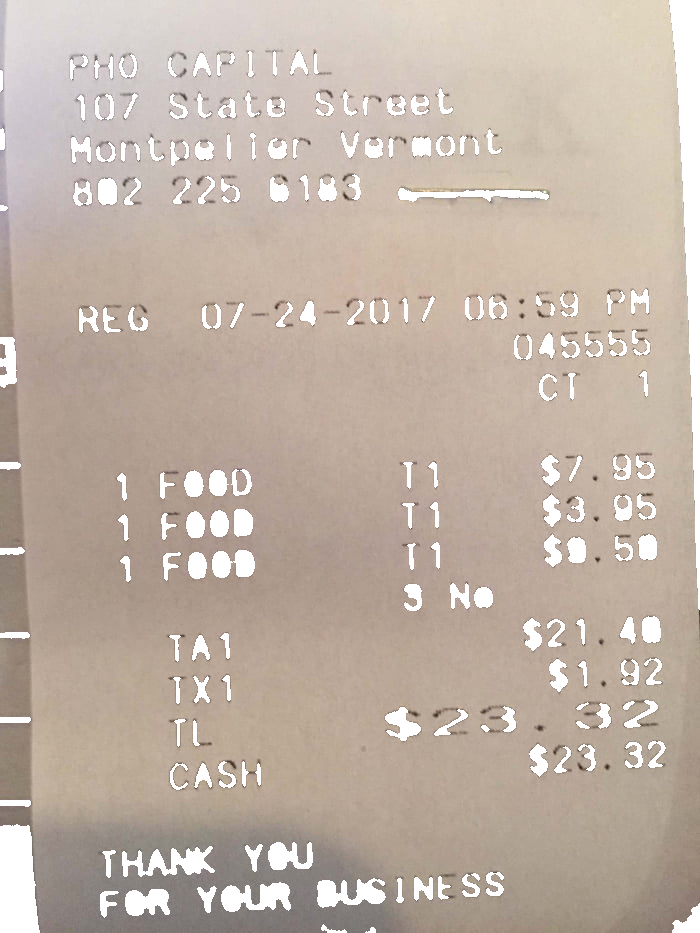 PHO CAPITAL
107 State Street
Montpelier Vermont
802 225 6183
REG 07-24-2017 06:59 PM
045555
CT 1
1 FOOD T1 $7.95
1 FOOD T1 $3.95
1 FOOD T1 $9.50
3 No
TA1 $21.40
TX1 $1.92
TL $23.32
CASH $23.32
THANK YOU
FOR YOUR BUSINESS